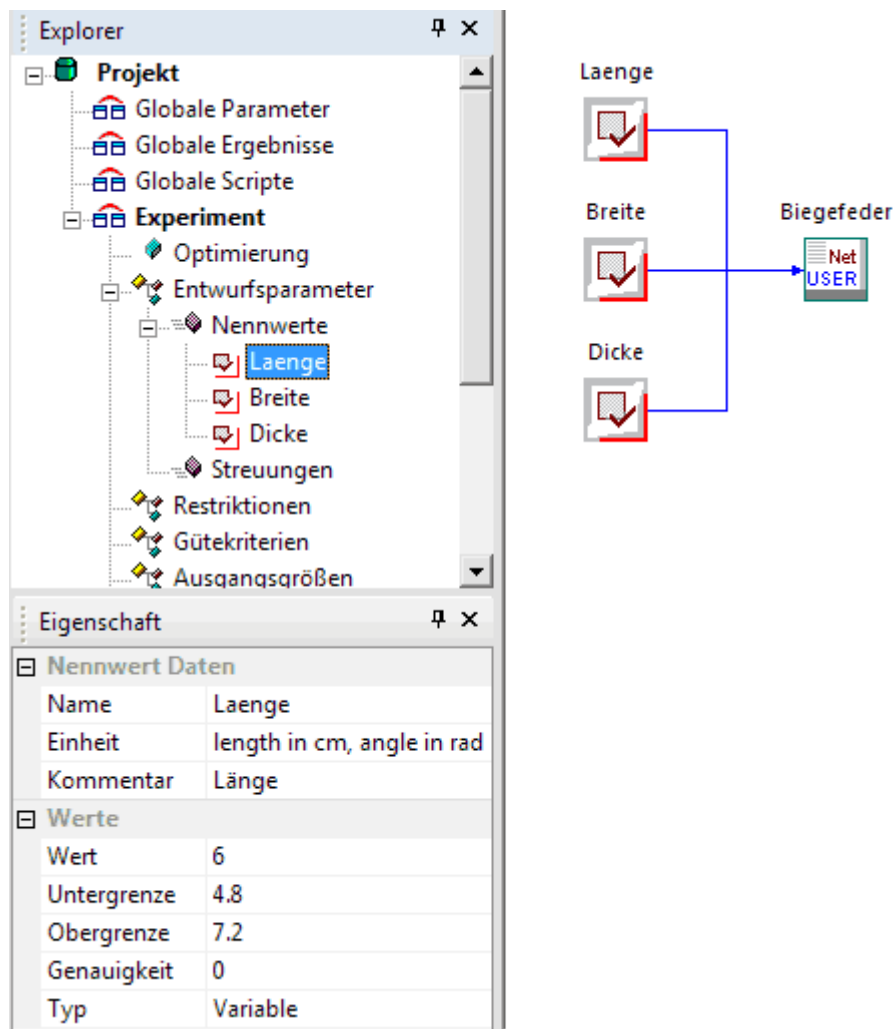 Explorer
Projekt
Globale Parameter
Globale Ergebnisse
Globale Scripte
Experiment
Optimierung
Entwurfsparameter
Nennwerte
Laenge
Breite
Dicke
Streuungen
Restriktionen
Gütekriterien
Ausgangsgrößen
Eigenschaft
Nennwert Daten
Name Laenge
Einheit length in cm, angle in rad
Kommentar Länge
Werte
Wert 6
Untergrenze 4.8
Obergrenze 7.2
Genauigkeit 0
Typ Variable
Laenge
Breite
Biegefeder
Net
USER
Dicke